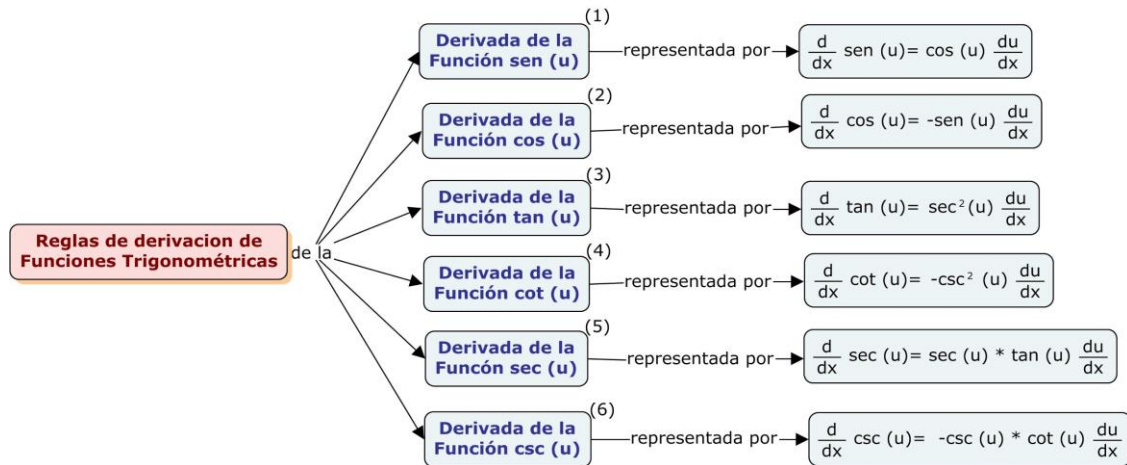 Reglas de derivacion de
Funciones Trigonométricas
de la
(1)
Derivada de la
Función sen (u)
representada por
d/dx sen (u)= cos (u) du/dx
(2)
Derivada de la
Función cos (u)
representada por
d/dx cos (u)= -sen (u) du/dx
(3)
Derivada de la
Función tan (u)
representada por
d/dx tan (u)= sec²(u) du/dx
(4)
Derivada de la
Función cot (u)
representada por
d/dx cot (u)= -csc² (u) du/dx
(5)
Derivada de la
Funcón sec (u)
representada por
d/dx sec (u)= sec (u) * tan (u) du/dx
(6)
Derivada de la
Función csc (u)
representada por
d/dx csc (u)= -csc (u) * cot (u) du/dx